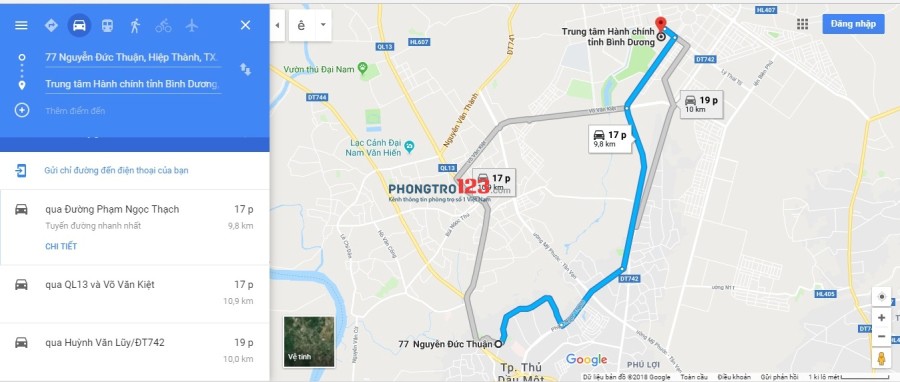 77 Nguyễn Đức Thuận, Hiệp Thành, TX.
Trung tâm Hành chính tỉnh Bình Dương,
Thêm điểm đến
Gửi chỉ đường đến điện thoại của bạn
qua Đường Phạm Ngọc Thạch 17 p
Tuyến đường nhanh nhất 9,8 km
CHI TIẾT
qua QL13 và Võ Văn Kiệt 17 p
10,9 km
qua Huỳnh Văn Lũy/ĐT742 19 p
10,0 km
ê
Đăng nhập
HL407
HL607
ĐT741
QL13
Trung tâm Hành chính
tỉnh Bình Dương
ĐT742
Vườn thú Đại Nam
ĐT744
Nguyễn Văn Thành
19 p
10 km
17 p
9,8 km
Lạc Cảnh Đại
Nam Văn Hiến
QL13
17 p
PHONGTRO123.com
Kênh thông tin phòng trọ số 1 Việt Nam
ĐT742
HL405
77 Nguyễn Đức Thuận
Tp. Thủ
Dầu Một
PHÚ LỢI
Vệ tinh
Google
Dữ liệu bản đồ ©2018 Google Toàn cầu Điều khoản Gửi phản hồi 1 ki lô mét